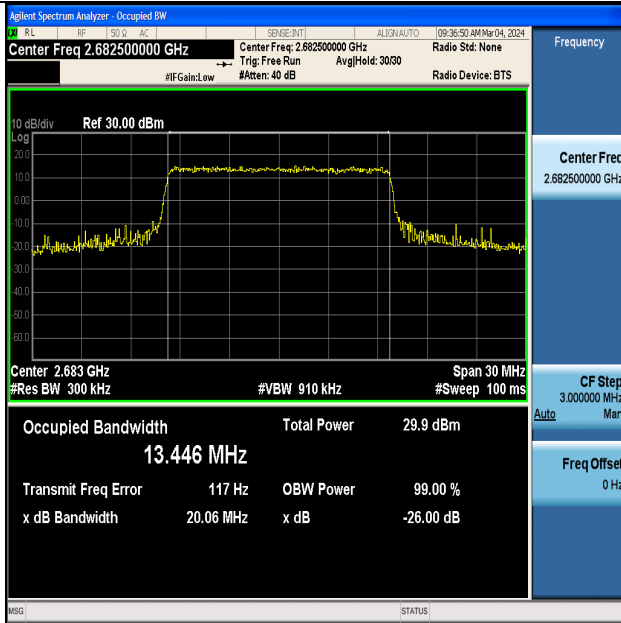 Agilent Spectrum Analyzer - Occupied BW
LXI RL RF 50 Ω AC SENSE:INT ALIGN AUTO 09:36:50 AM Mar 04, 2024
Center Freq 2.682500000 GHz
Center Freq: 2.682500000 GHz
Radio Std: None
Trig: Free Run Avg|Hold: 30/30
#IFGain:Low
#Atten: 40 dB
Radio Device: BTS
10 dB/div Ref 30.00 dBm
Log
20.0
10.0
0.00
-10.0
-20.0
-30.0
-40.0
-50.0
-60.0
Center 2.683 GHz
Span 30 MHz
#Res BW 300 kHz
#VBW 910 kHz
#Sweep 100 ms
Occupied Bandwidth
Total Power 29.9 dBm
13.446 MHz
Transmit Freq Error 117 Hz
OBW Power 99.00 %
x dB Bandwidth 20.06 MHz
x dB -26.00 dB
MSG
STATUS
Frequency
Center Freq
2.682500000 GHz
CF Step
3.000000 MHz
Auto Man
Freq Offset
0 Hz